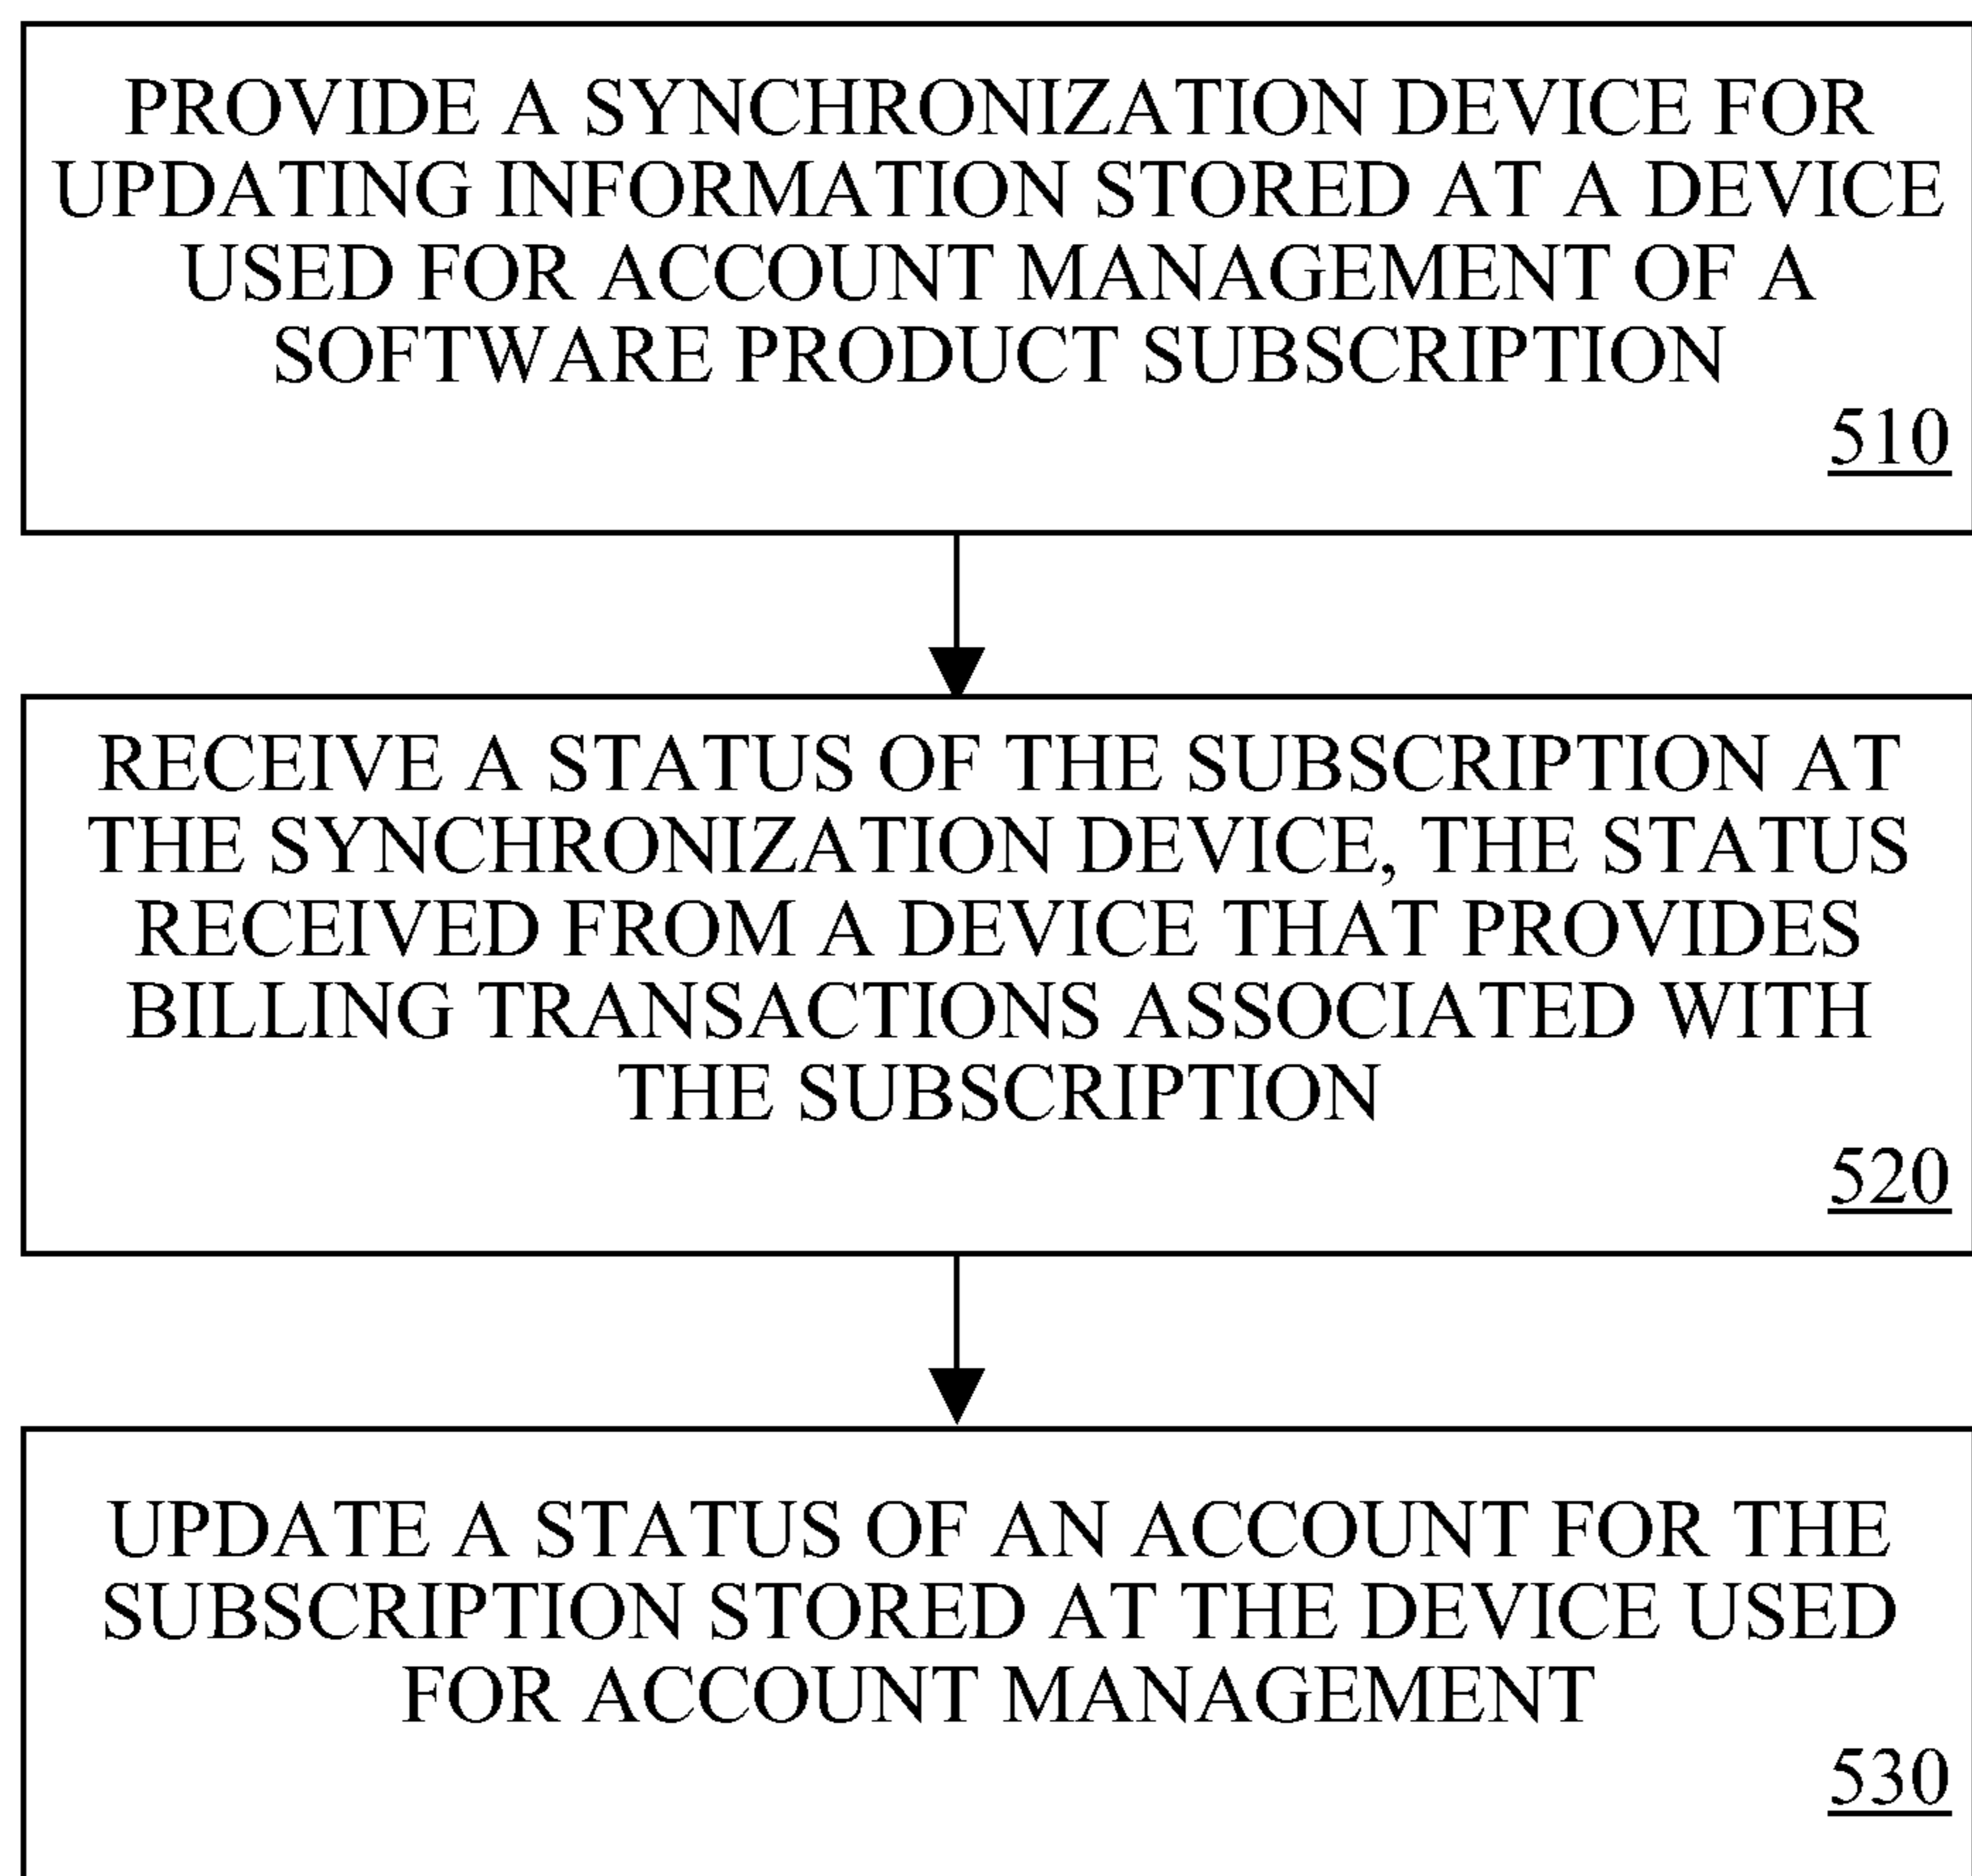 PROVIDE A SYNCHRONIZATION DEVICE FOR
UPDATING INFORMATION STORED AT A DEVICE
USED FOR ACCOUNT MANAGEMENT OF A
SOFTWARE PRODUCT SUBSCRIPTION
510
RECEIVE A STATUS OF THE SUBSCRIPTION AT
THE SYNCHRONIZATION DEVICE, THE STATUS
RECEIVED FROM A DEVICE THAT PROVIDES
BILLING TRANSACTIONS ASSOCIATED WITH
THE SUBSCRIPTION
520
UPDATE A STATUS OF AN ACCOUNT FOR THE
SUBSCRIPTION STORED AT THE DEVICE USED
FOR ACCOUNT MANAGEMENT
530